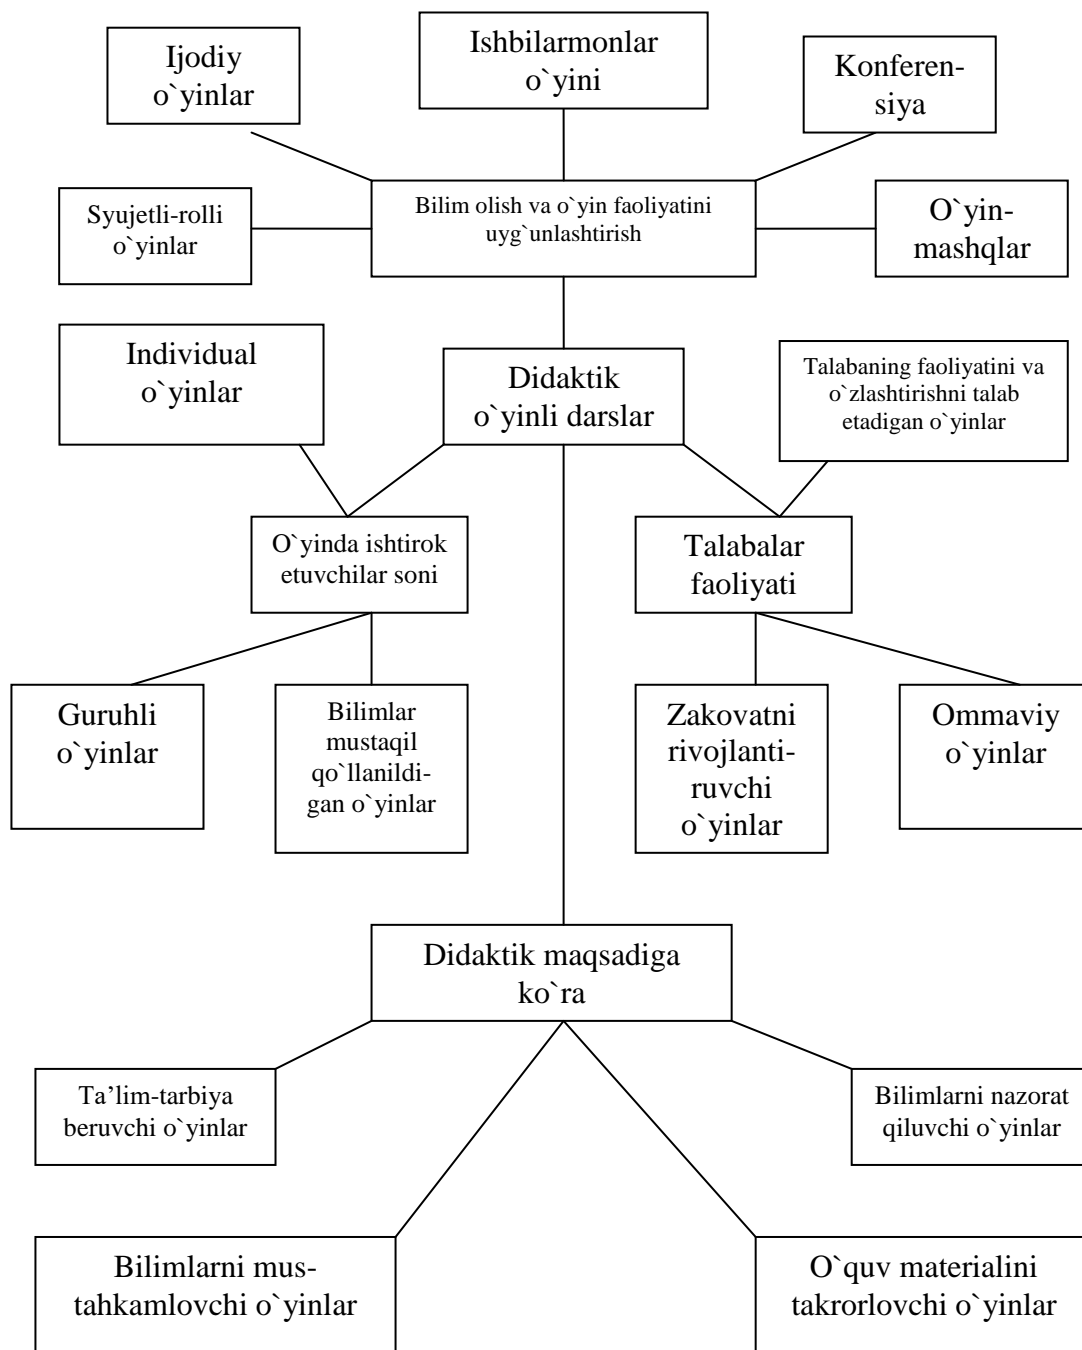 Ijodiy
o`yinlar
Ishbilarmonlar
o`yini
Konferen-
siya
Syujetli-rolli
o`yinlar
Bilim olish va o`yin faoliyatini
uyg`unlashtirish
O`yin-
mashqlar
Individual
o`yinlar
Didaktik
o`yinli darslar
Talabaning faoliyatini va
o`zlashtirishni talab
etadigan o`yinlar
O`yinda ishtirok
etuvchilar soni
Talabalar
faoliyati
Guruhli
o`yinlar
Bilimlar
mustaqil
qo`llanildi-
gan o`yinlar
Zakovatni
rivojlanti-
ruvchi
o`yinlar
Ommaviy
o`yinlar
Didaktik maqsadiga
ko`ra
Ta’lim-tarbiya
beruvchi o`yinlar
Bilimlarni nazorat
qiluvchi o`yinlar
Bilimlarni mus-
tahkamlovchi o`yinlar
O`quv materialini
takrorlovchi o`yinlar